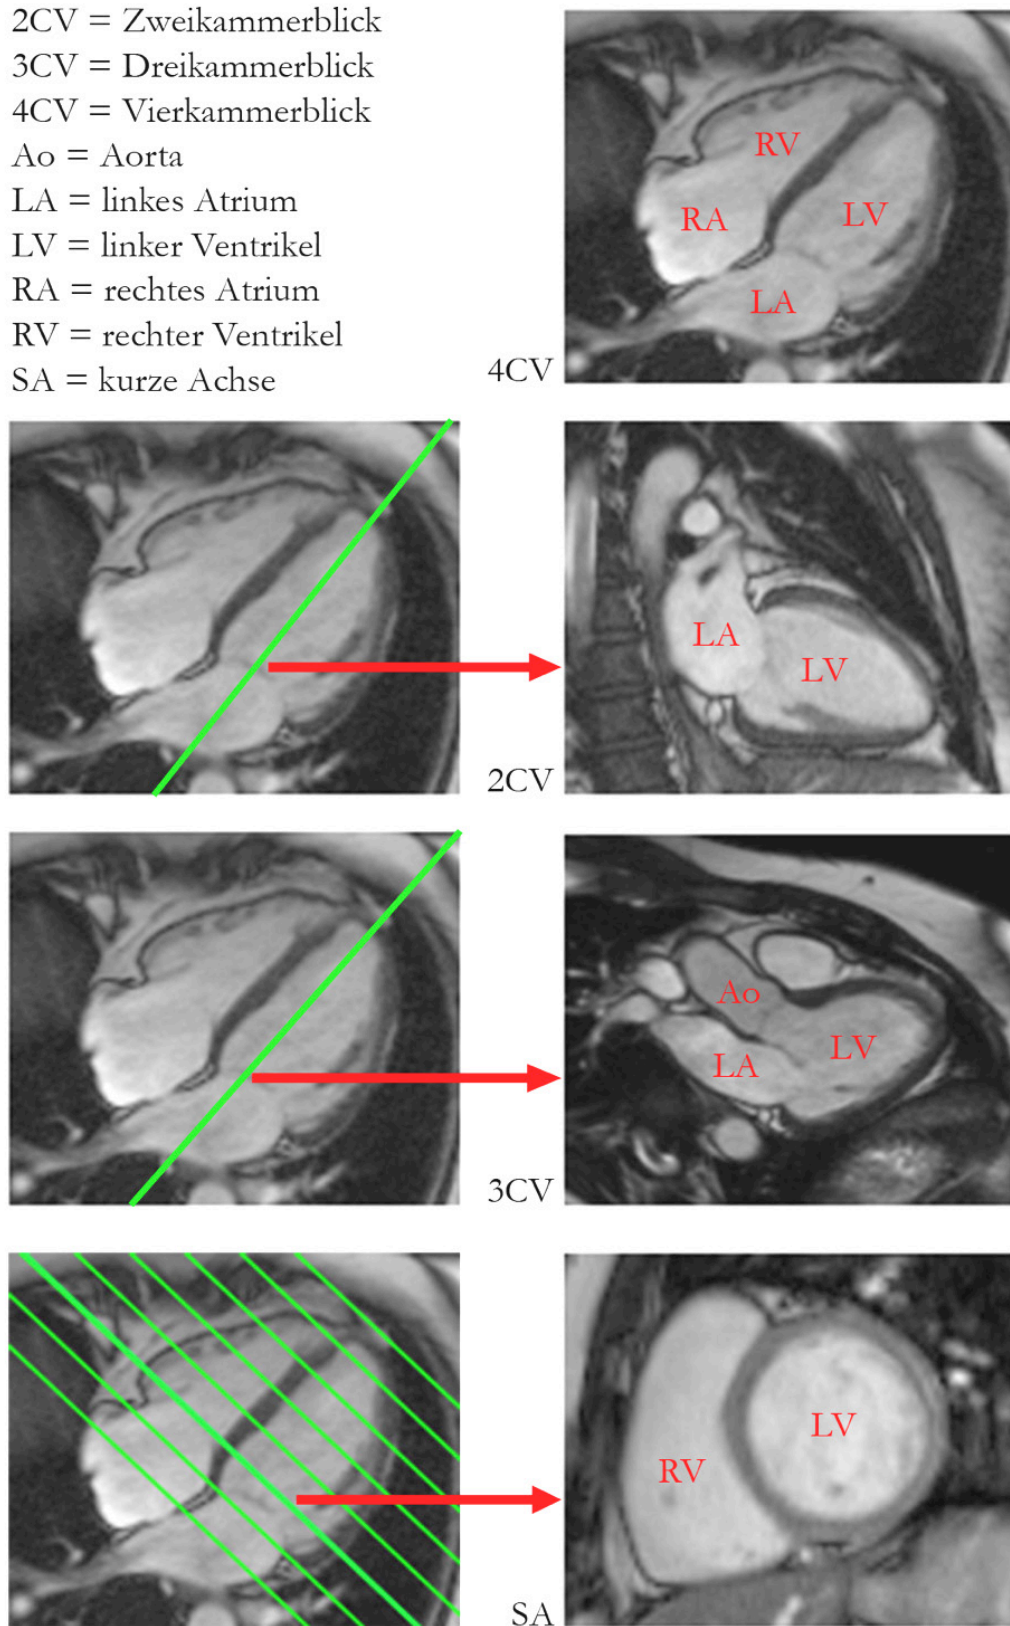 2CV = Zweikammerblick
3CV = Dreikammerblick
4CV = Vierkammerblick
Ao = Aorta
LA = linkes Atrium
LV = linker Ventrikel
RA = rechtes Atrium
RV = rechter Ventrikel
SA = kurze Achse
RV
RA
LV
LA
4CV
LA
LV
2CV
Ao
LA
LV
3CV
RV
LV
SA